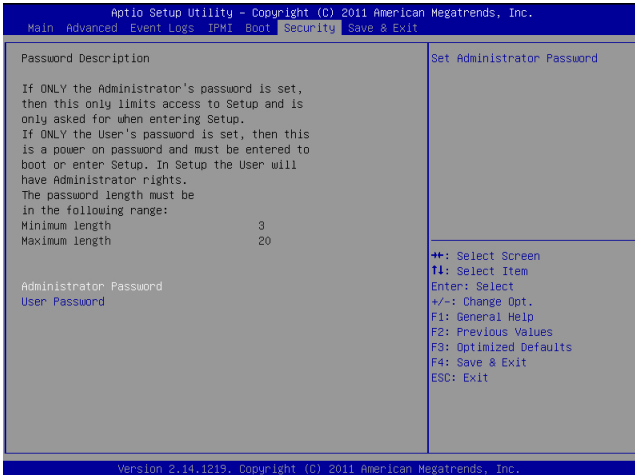 Aptio Setup Utility – Copyright (C) 2011 American Megatrends, Inc.
Main Advanced Event Logs IPMI Boot Security Save & Exit
Password Description
If ONLY the Administrator's password is set,
then this only limits access to Setup and is
only asked for when entering Setup.
If ONLY the User's password is set, then this
is a power on password and must be entered to
boot or enter Setup. In Setup the User will
have Administrator rights.
The password length must be
in the following range:
Minimum length 3
Maximum length 20
Administrator Password
User Password
Set Administrator Password
→←: Select Screen
↑↓: Select Item
Enter: Select
+/-: Change Opt.
F1: General Help
F2: Previous Values
F3: Optimized Defaults
F4: Save & Exit
ESC: Exit
Version 2.14.1219. Copyright (C) 2011 American Megatrends, Inc.